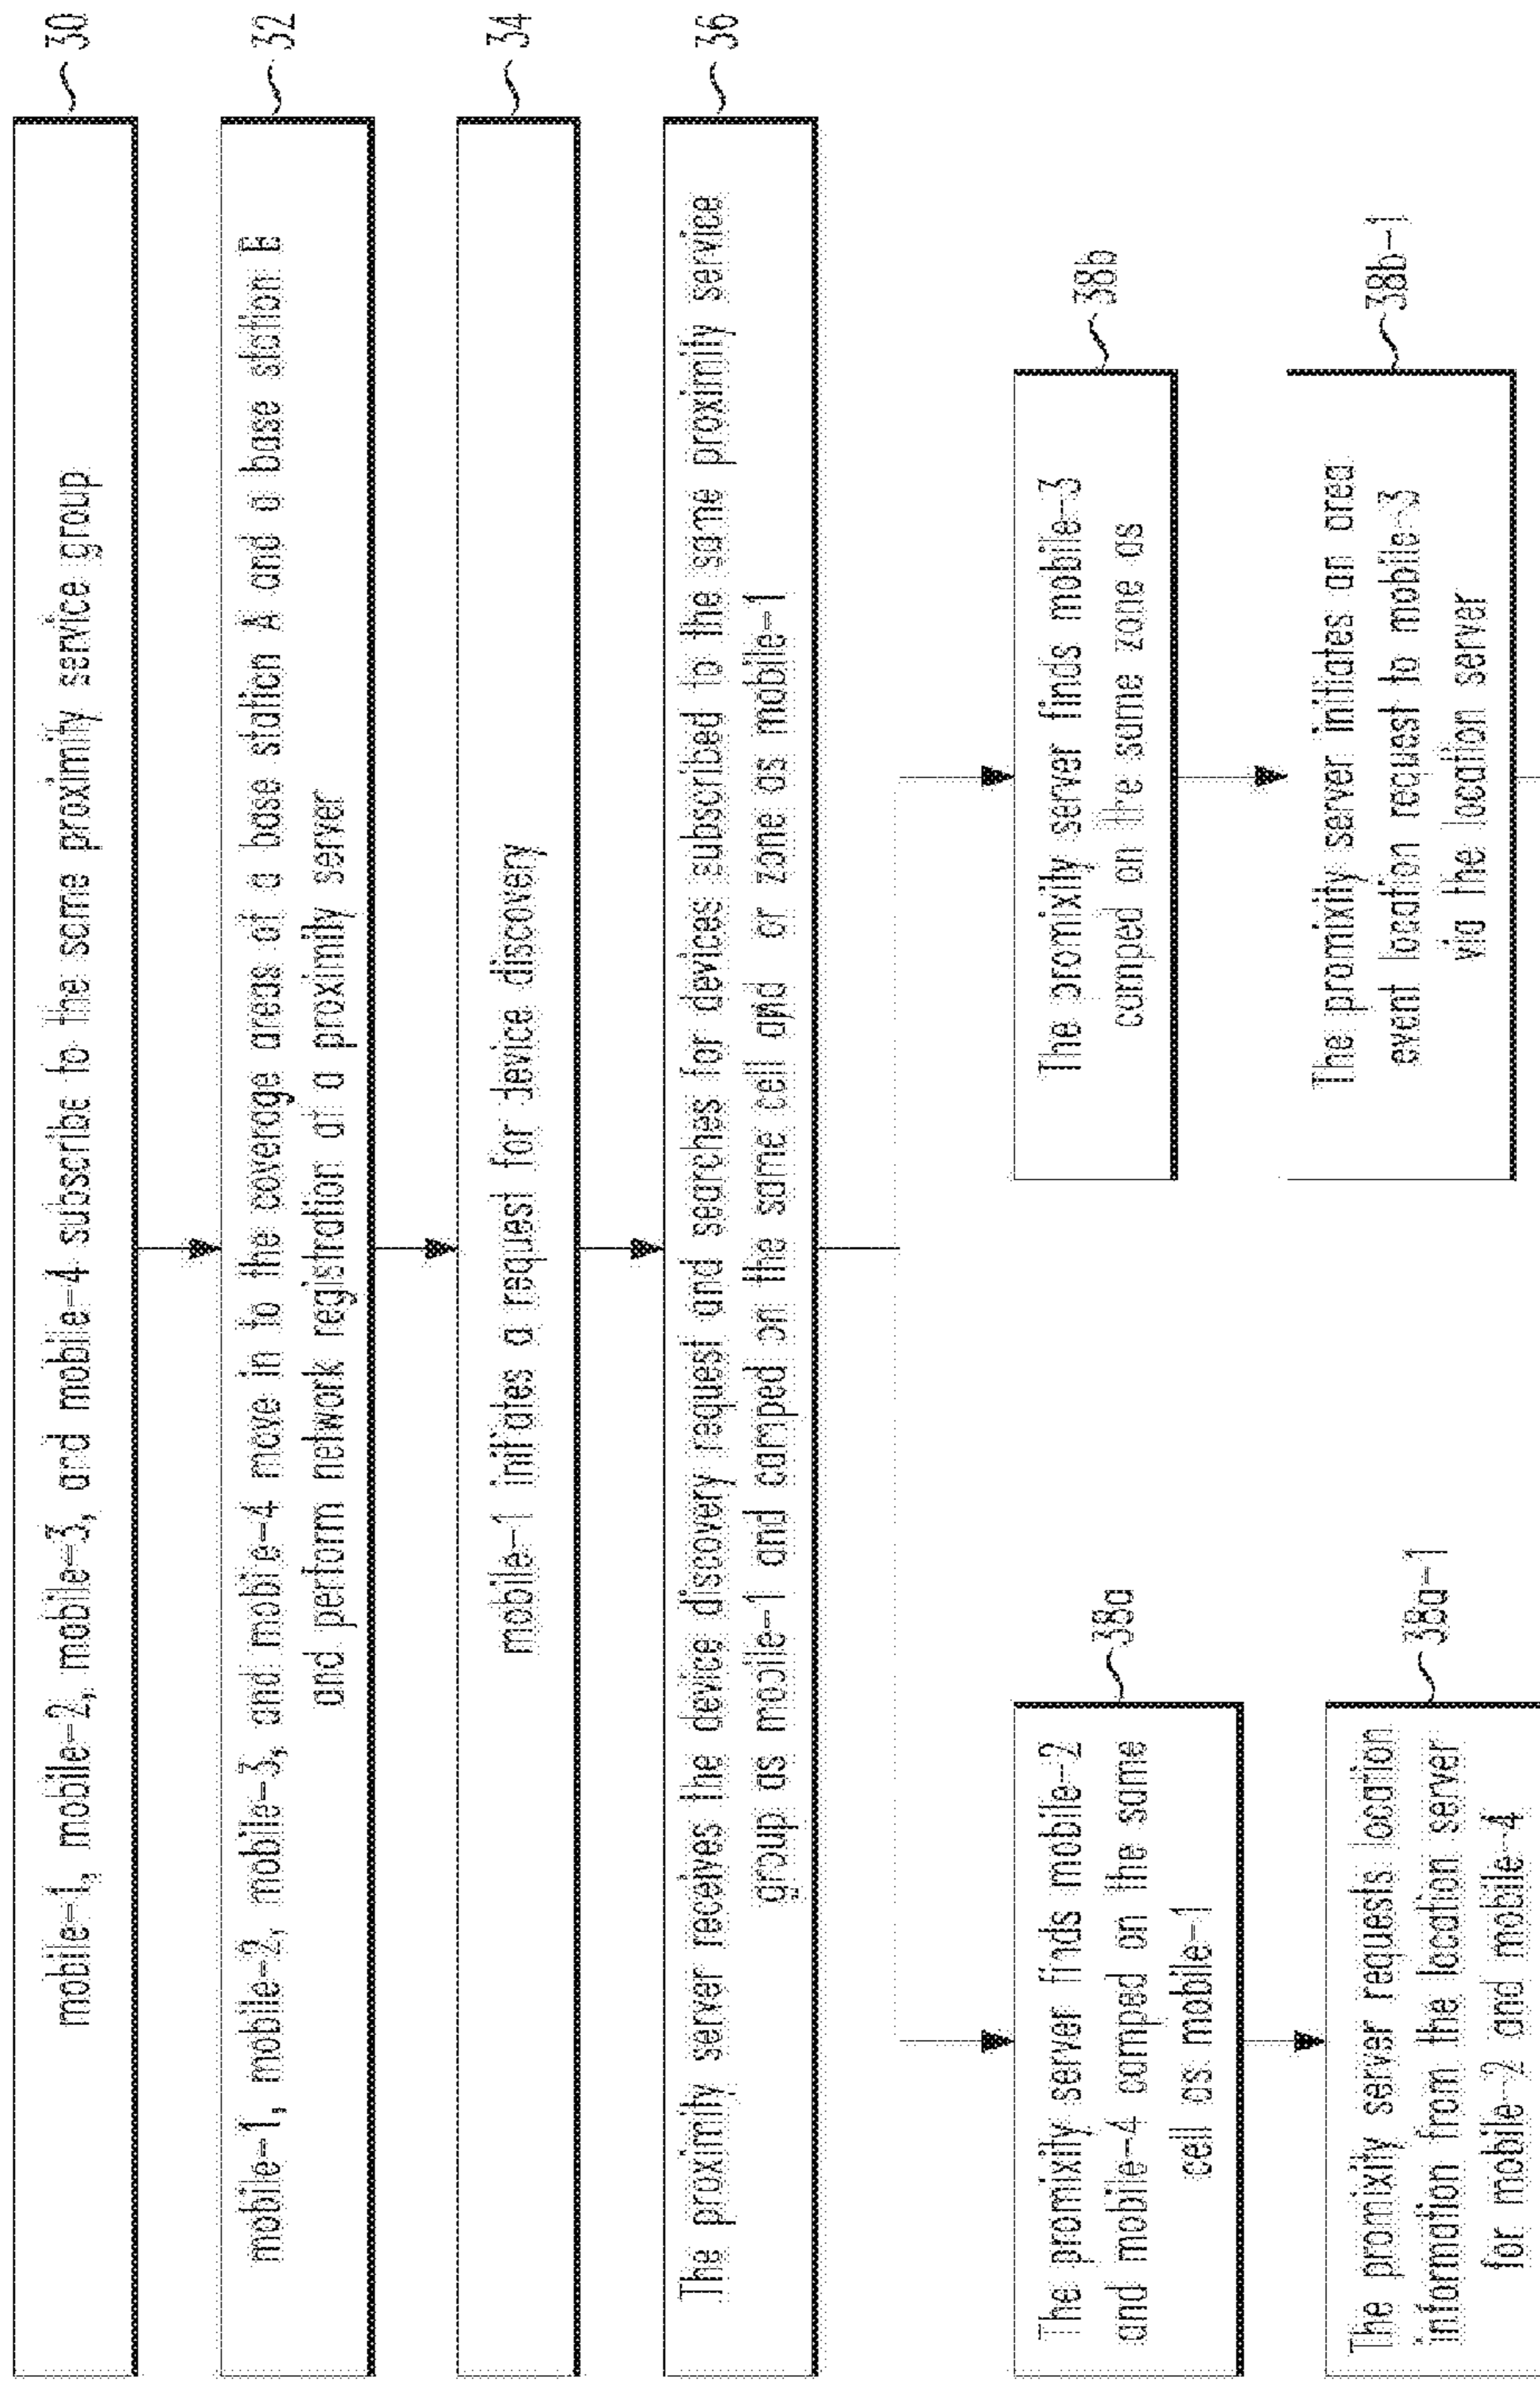 mobile-1, mobile-2, mobile-3, and mobile-4 subscribe to the same proximity service group
30
mobile-1, mobile-2, mobile-3, and mobile-4 move in to the coverage areas of a base station A and a base station B
and perform network registration at a proximity server
32
mobile-1 initiates a request for device discovery
34
The proximity server receives the device discovery request and searches for devices subscribed to the same proximity service
group as mobile-1 and camped on the same cell and or zone as mobile-1
36
The promixity server finds mobile-2
and mobile-4 camped on the same
cell as mobile-1
38a
The promixity server requests location
information from the location server
for mobile-2 and mobile-4
38a-1
The promixity server finds mobile-3
camped on the same zone as
38b
The promixity server initiates an area
event location request to mobile-3
via the location server
38b-1